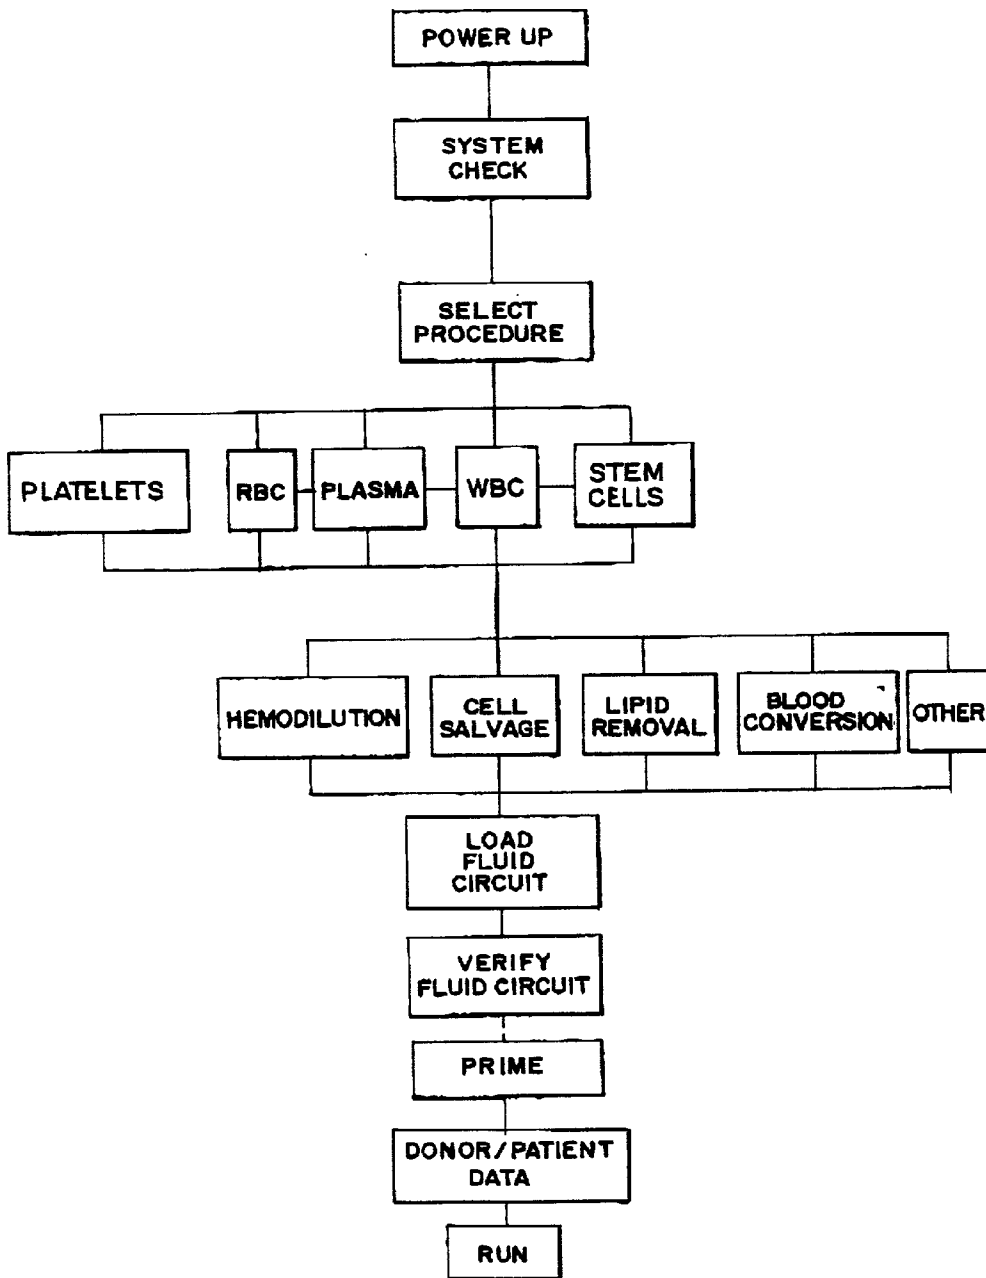 POWER UP
SYSTEM
CHECK
SELECT
PROCEDURE
PLATELETS
RBC
PLASMA
WBC
STEM
CELLS
HEMODILUTION
CELL
SALVAGE
LIPID
REMOVAL
BLOOD
CONVERSION
OTHER
LOAD
FLUID
CIRCUIT
VERIFY
FLUID CIRCUIT
PRIME
DONOR/PATIENT
DATA
RUN